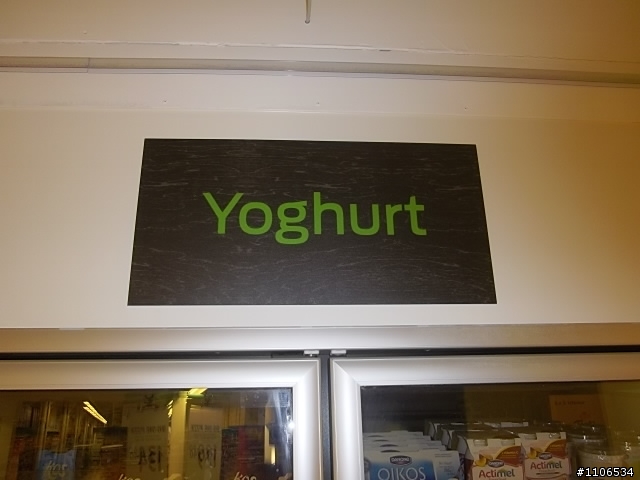 Yoghurt
OIKOS
Actimel
Actimel
#1106534